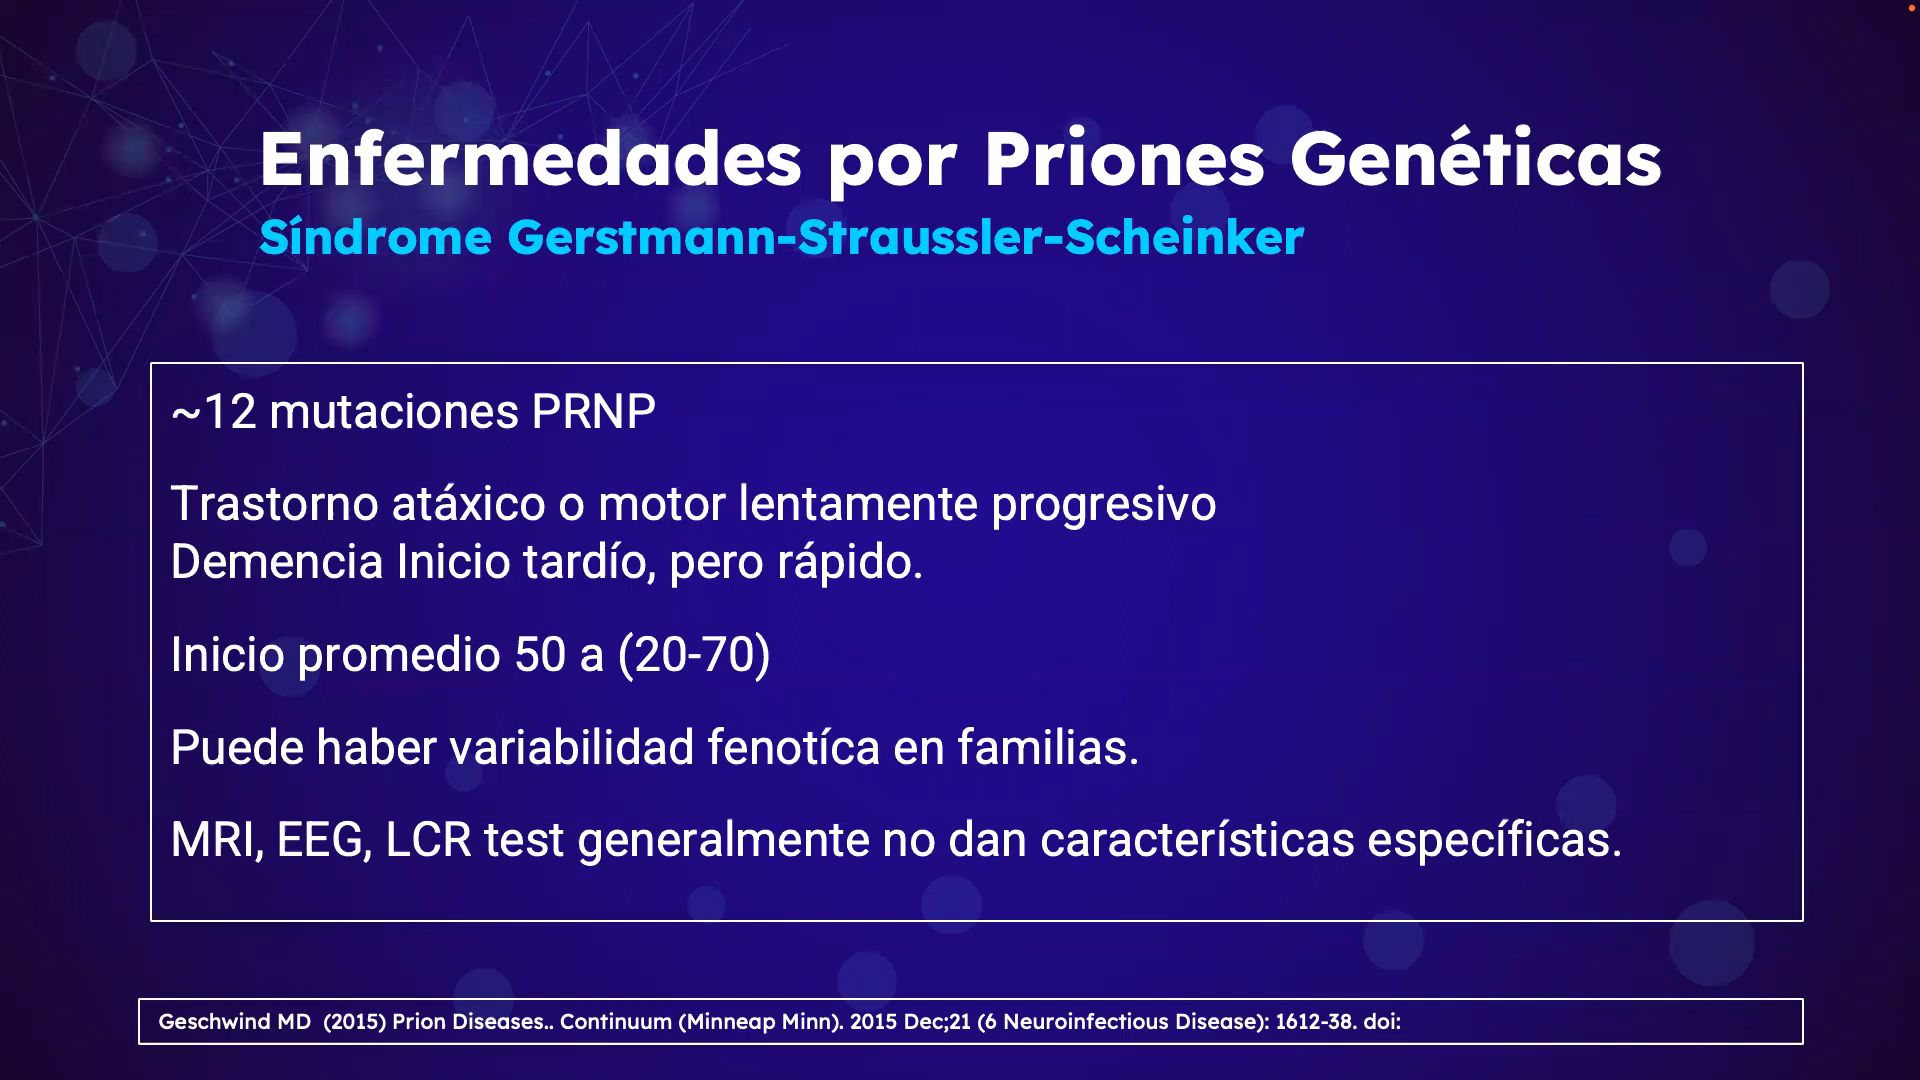 Enfermedades por Priones Genéticas
Síndrome Gerstmann-Straussler-Scheinker
~12 mutaciones PRNP
Trastorno atáxico o motor lentamente progresivo
Demencia Inicio tardío, pero rápido.
Inicio promedio 50 a (20-70)
Puede haber variabilidad fenotíca en familias.
MRI, EEG, LCR test generalmente no dan características específicas.
Geschwind MD (2015) Prion Diseases.. Continuum (Minneap Minn). 2015 Dec;21 (6 Neuroinfectious Disease): 1612-38. doi: